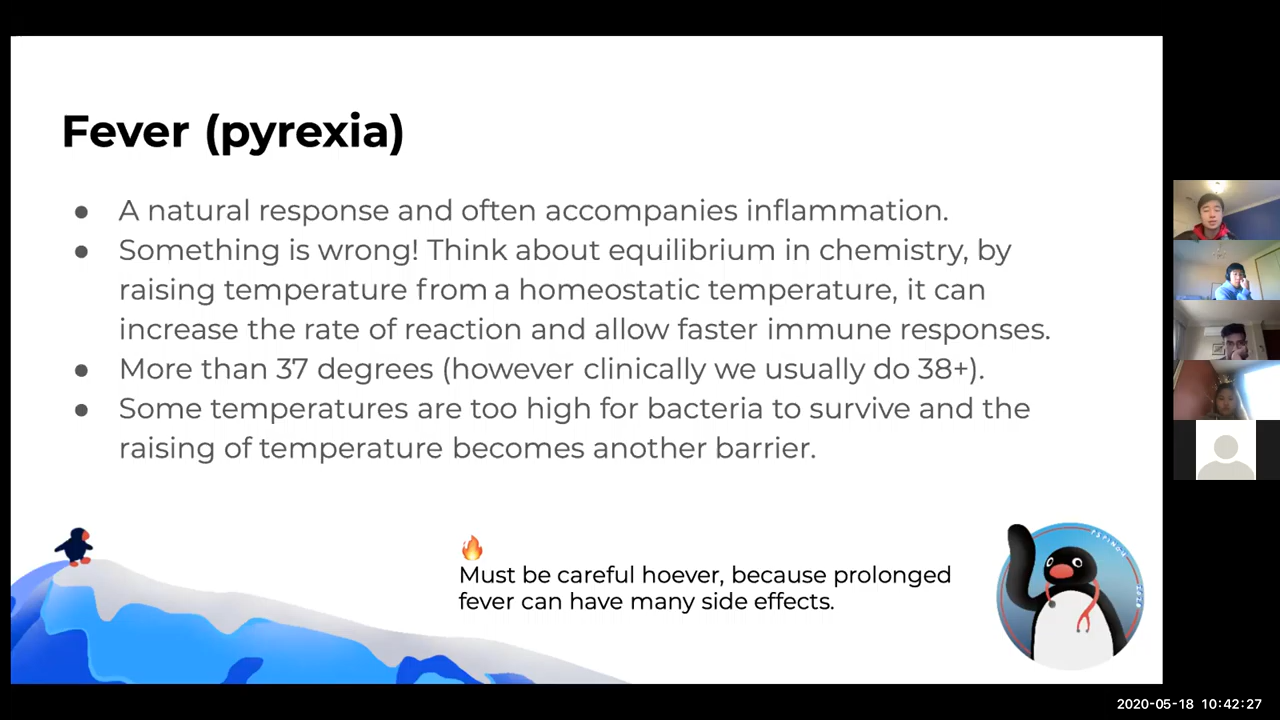 Fever (pyrexia)
● A natural response and often accompanies inflammation.
● Something is wrong! Think about equilibrium in chemistry, by
raising temperature from a homeostatic temperature, it can
increase the rate of reaction and allow faster immune responses.
● More than 37 degrees (however clinically we usually do 38+).
● Some temperatures are too high for bacteria to survive and the
raising of temperature becomes another barrier.
🔥
Must be careful hoever, because prolonged
fever can have many side effects.
2020-05-18 10:42:27